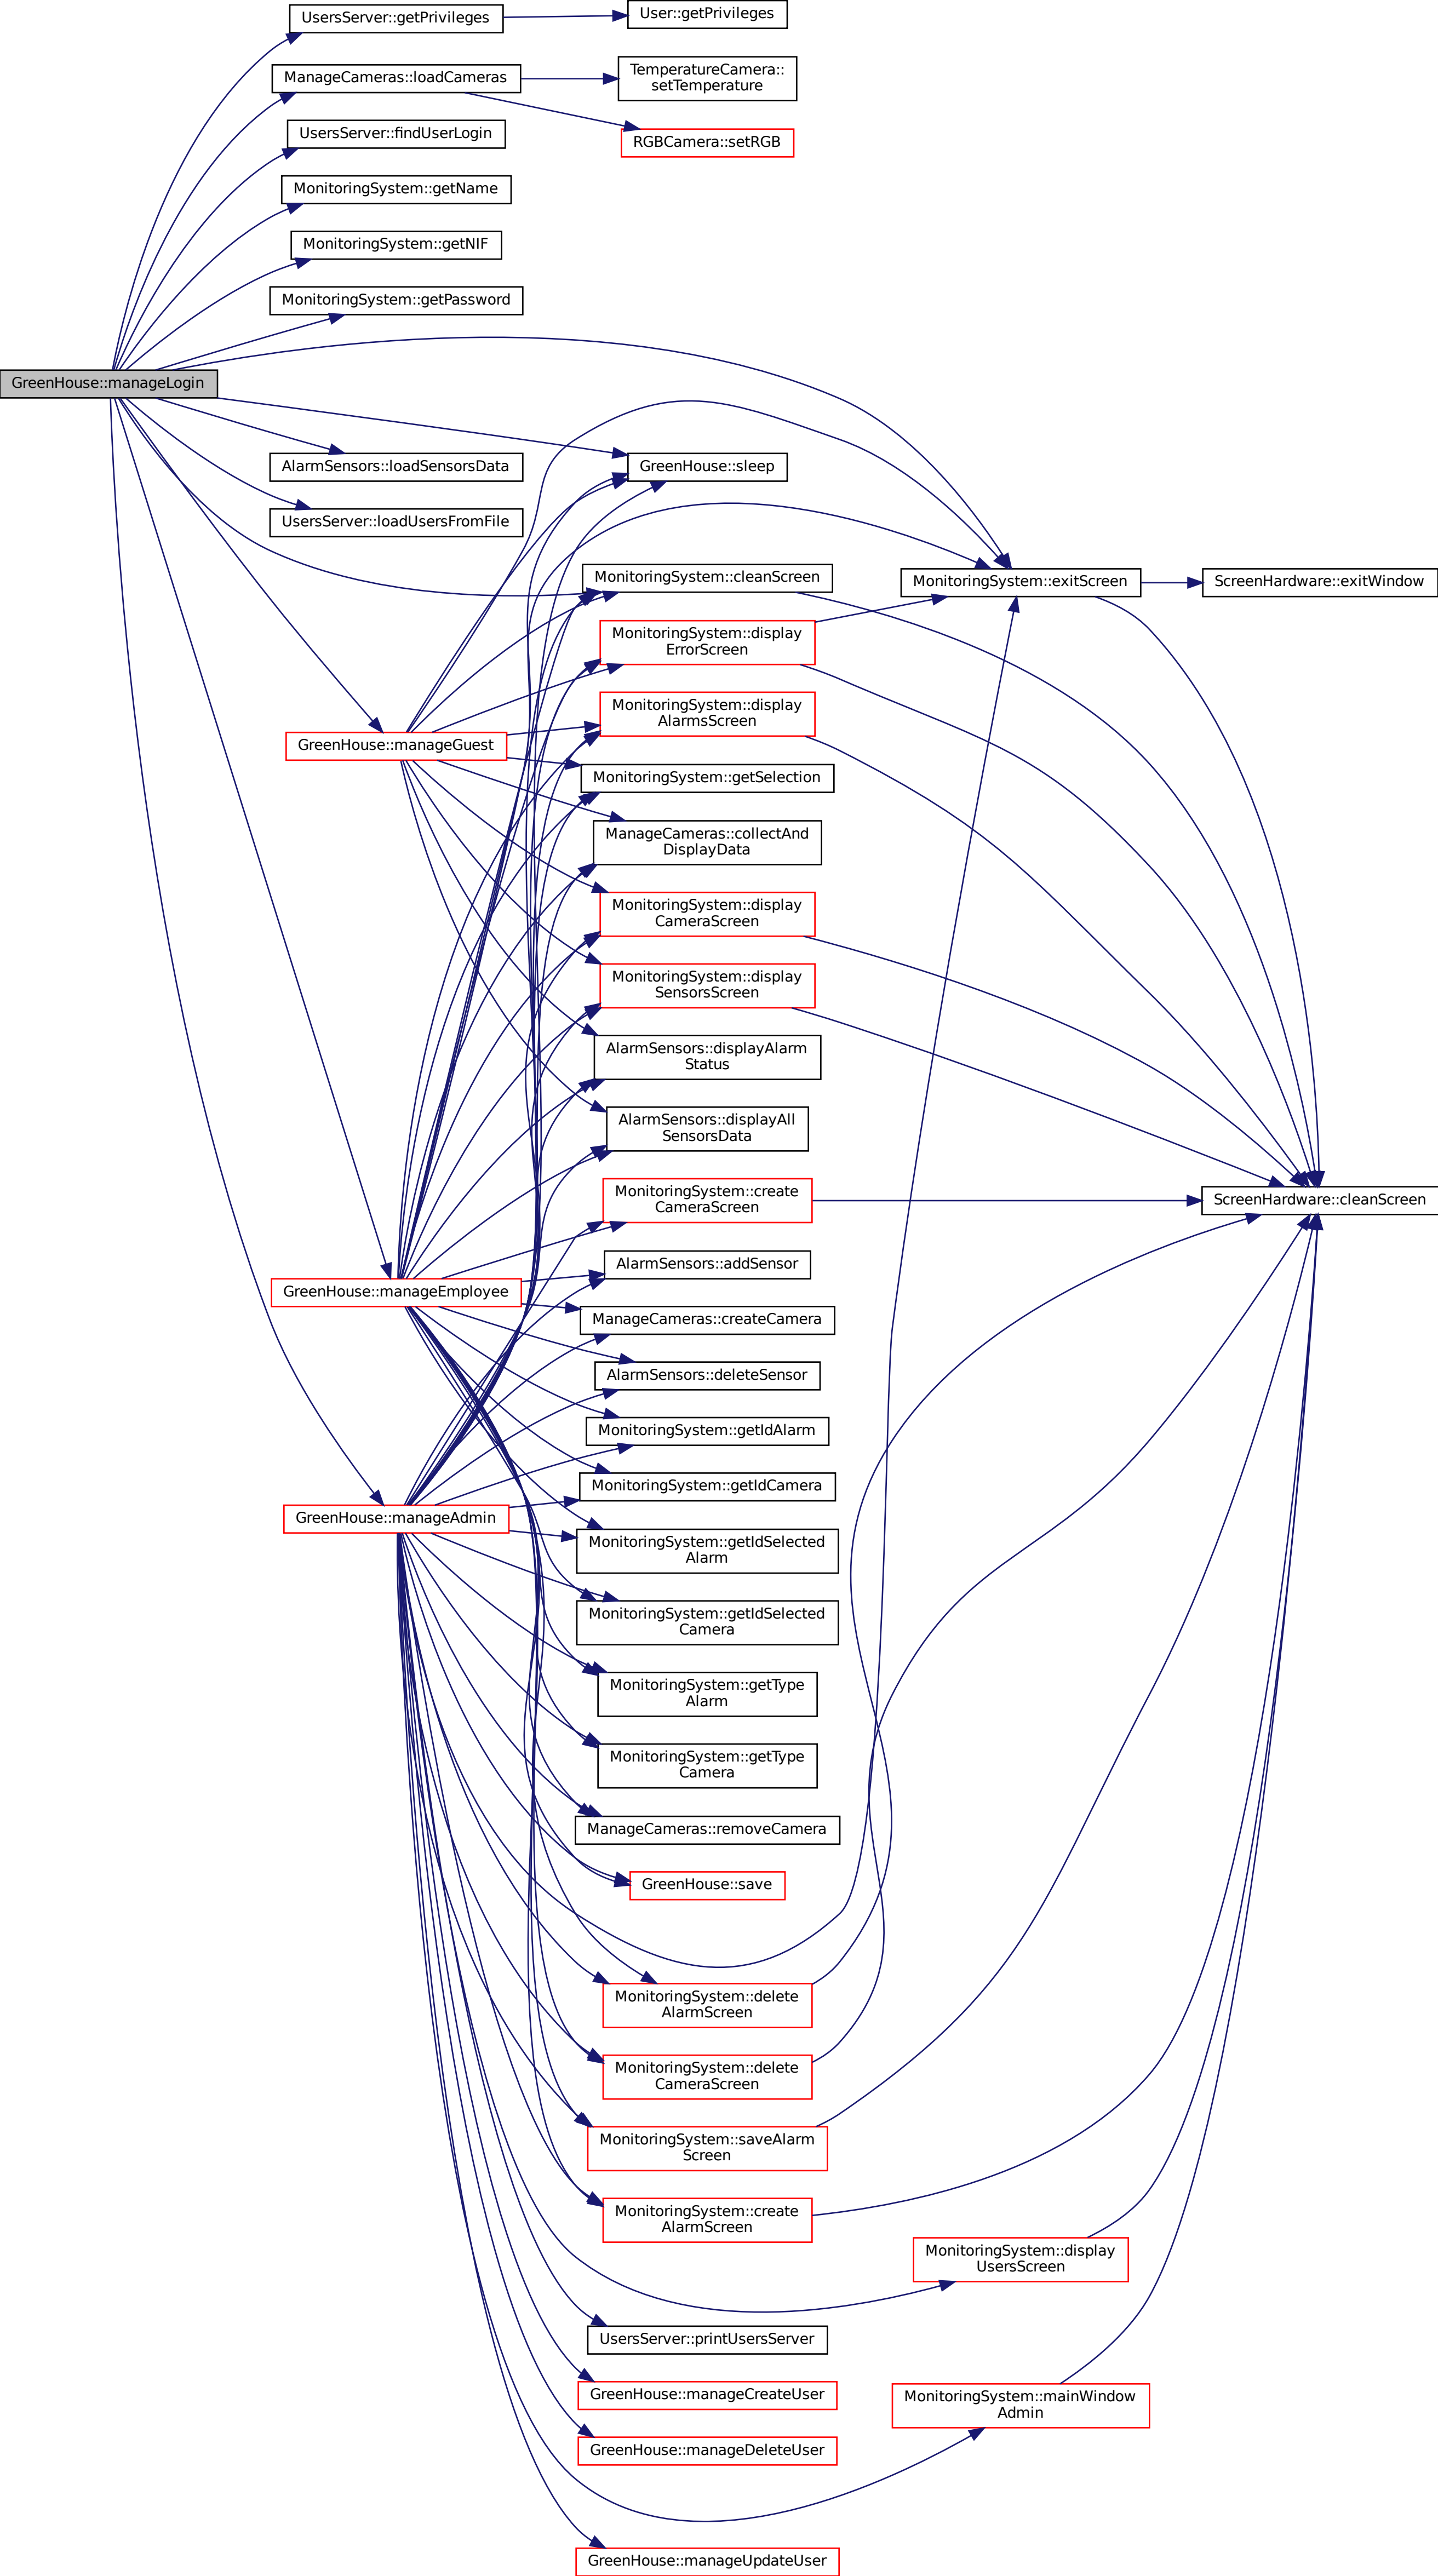 UsersServer::getPrivileges
User::getPrivileges
ManageCameras::loadCameras
TemperatureCamera::
setTemperature
UsersServer::findUserLogin
RGBCamera::setRGB
MonitoringSystem::getName
MonitoringSystem::getNIF
MonitoringSystem::getPassword
GreenHouse::manageLogin
AlarmSensors::loadSensorsData
GreenHouse::sleep
UsersServer::loadUsersFromFile
MonitoringSystem::cleanScreen
MonitoringSystem::exitScreen
ScreenHardware::exitWindow
MonitoringSystem::display
ErrorScreen
MonitoringSystem::display
AlarmsScreen
GreenHouse::manageGuest
MonitoringSystem::getSelection
ManageCameras::collectAnd
DisplayData
MonitoringSystem::display
CameraScreen
MonitoringSystem::display
SensorsScreen
AlarmSensors::displayAlarm
Status
AlarmSensors::displayAll
SensorsData
MonitoringSystem::create
CameraScreen
ScreenHardware::cleanScreen
AlarmSensors::addSensor
GreenHouse::manageEmployee
ManageCameras::createCamera
AlarmSensors::deleteSensor
MonitoringSystem::getIdAlarm
MonitoringSystem::getIdCamera
GreenHouse::manageAdmin
MonitoringSystem::getIdSelected
Alarm
MonitoringSystem::getIdSelected
Camera
MonitoringSystem::getType
Alarm
MonitoringSystem::getType
Camera
ManageCameras::removeCamera
GreenHouse::save
MonitoringSystem::delete
AlarmScreen
MonitoringSystem::delete
CameraScreen
MonitoringSystem::saveAlarm
Screen
MonitoringSystem::create
AlarmScreen
MonitoringSystem::display
UsersScreen
UsersServer::printUsersServer
GreenHouse::manageCreateUser
MonitoringSystem::mainWindow
Admin
GreenHouse::manageDeleteUser
GreenHouse::manageUpdateUser